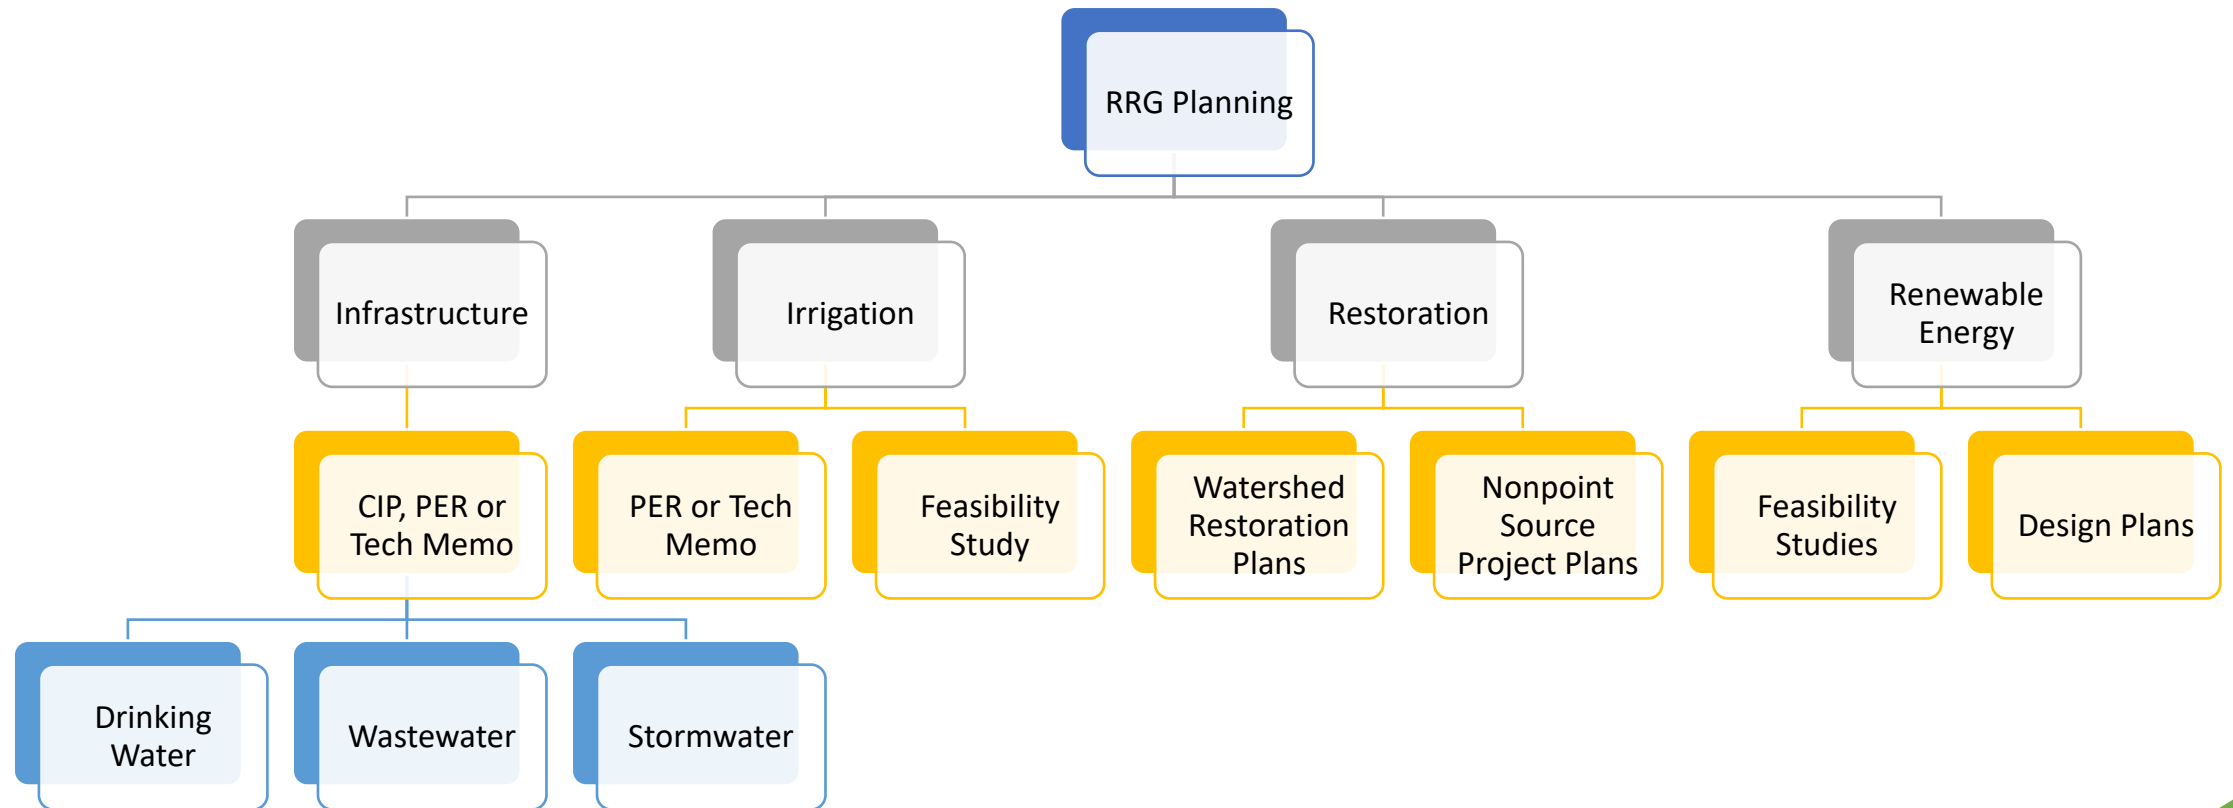 RRG Planning
Infrastructure
Irrigation
Restoration
Renewable
Energy
CIP, PER or
Tech Memo
PER or Tech
Memo
Feasibility
Study
Watershed
Restoration
Plans
Nonpoint
Source
Project Plans
Feasibility
Studies
Design Plans
Drinking
Water
Wastewater
Stormwater